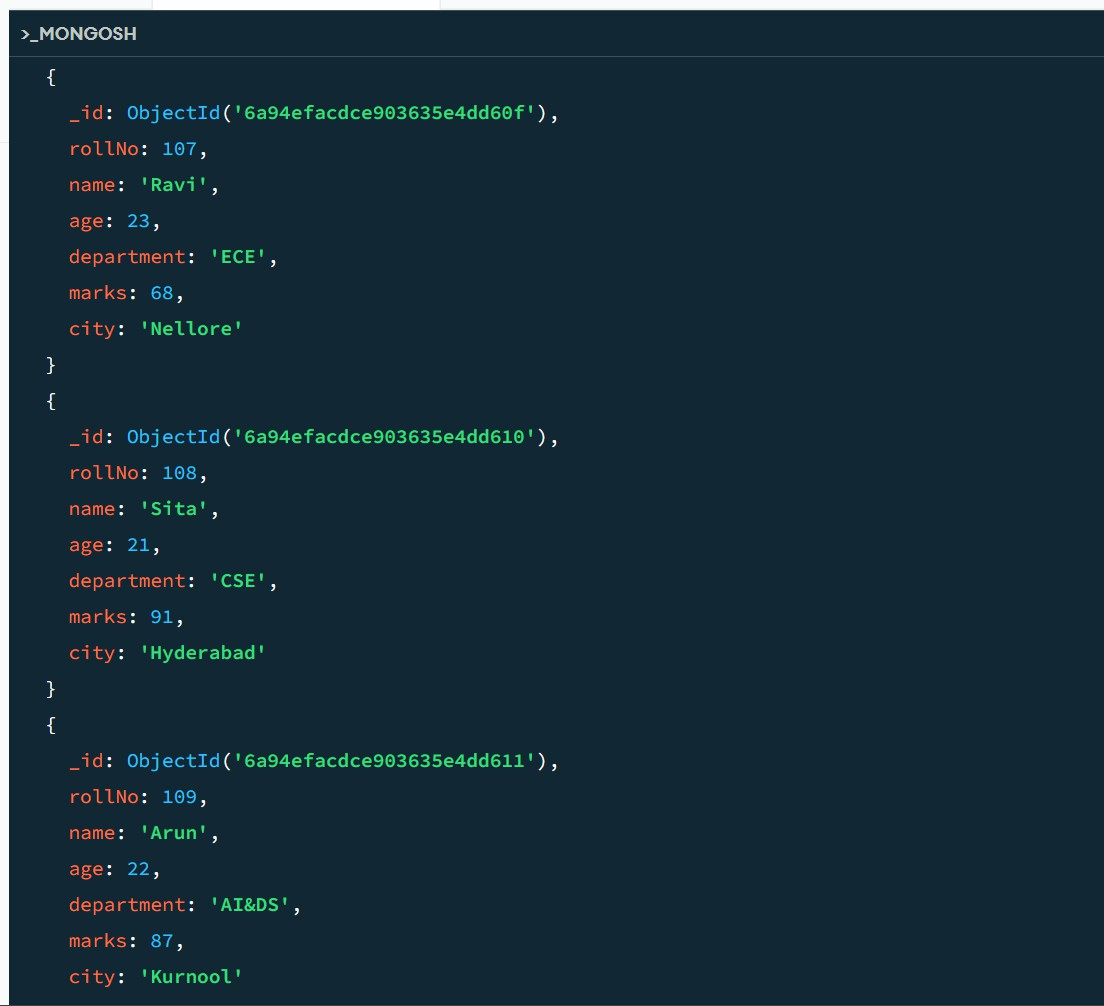 >_MONGOSH
{
_id: ObjectId('6a94efacdce903635e4dd60f'),
rollNo: 107,
name: 'Ravi',
age: 23,
department: 'ECE',
marks: 68,
city: 'Nellore'
}
{
_id: ObjectId('6a94efacdce903635e4dd610'),
rollNo: 108,
name: 'Sita',
age: 21,
department: 'CSE',
marks: 91,
city: 'Hyderabad'
}
{
_id: ObjectId('6a94efacdce903635e4dd611'),
rollNo: 109,
name: 'Arun',
age: 22,
department: 'AI&DS',
marks: 87,
city: 'Kurnool'